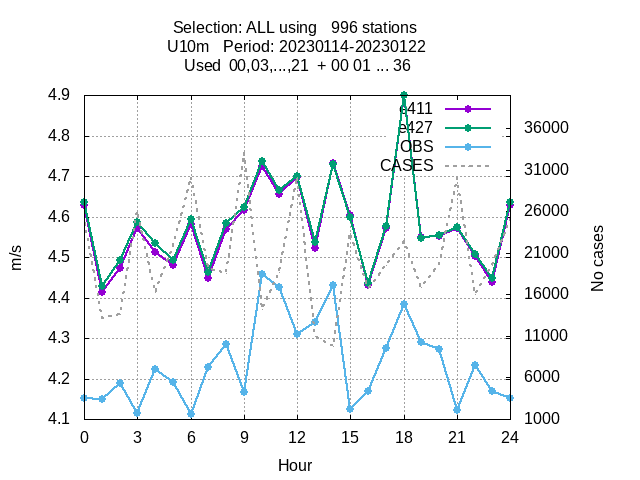 Selection: ALL using   996 stations
U10m   Period: 20230114-20230122
Used  00,03,...,21  + 00 01 ... 36
4.9
4.8
4.7
4.6
4.5
4.4
4.3
4.2
4.1
m/s
e411
e427
OBS
CASES
36000
31000
26000
21000
16000
11000
6000
1000
No cases
0 3 6 9 12 15 18 21 24
Hour